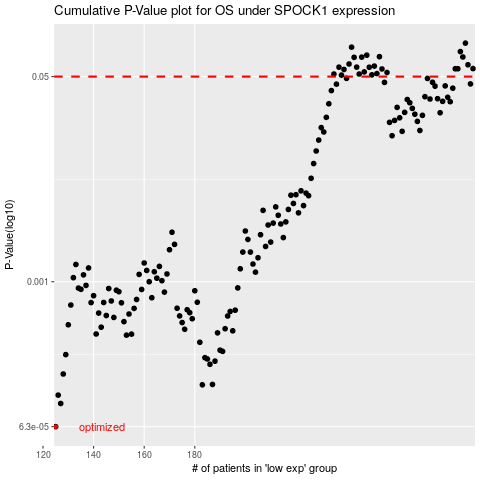 Cumulative P-Value plot for OS under SPOCK1 expression
P-Value(log10)
0.05
0.001
6.3e-05
optimized
120 140 160 180
# of patients in 'low exp' group